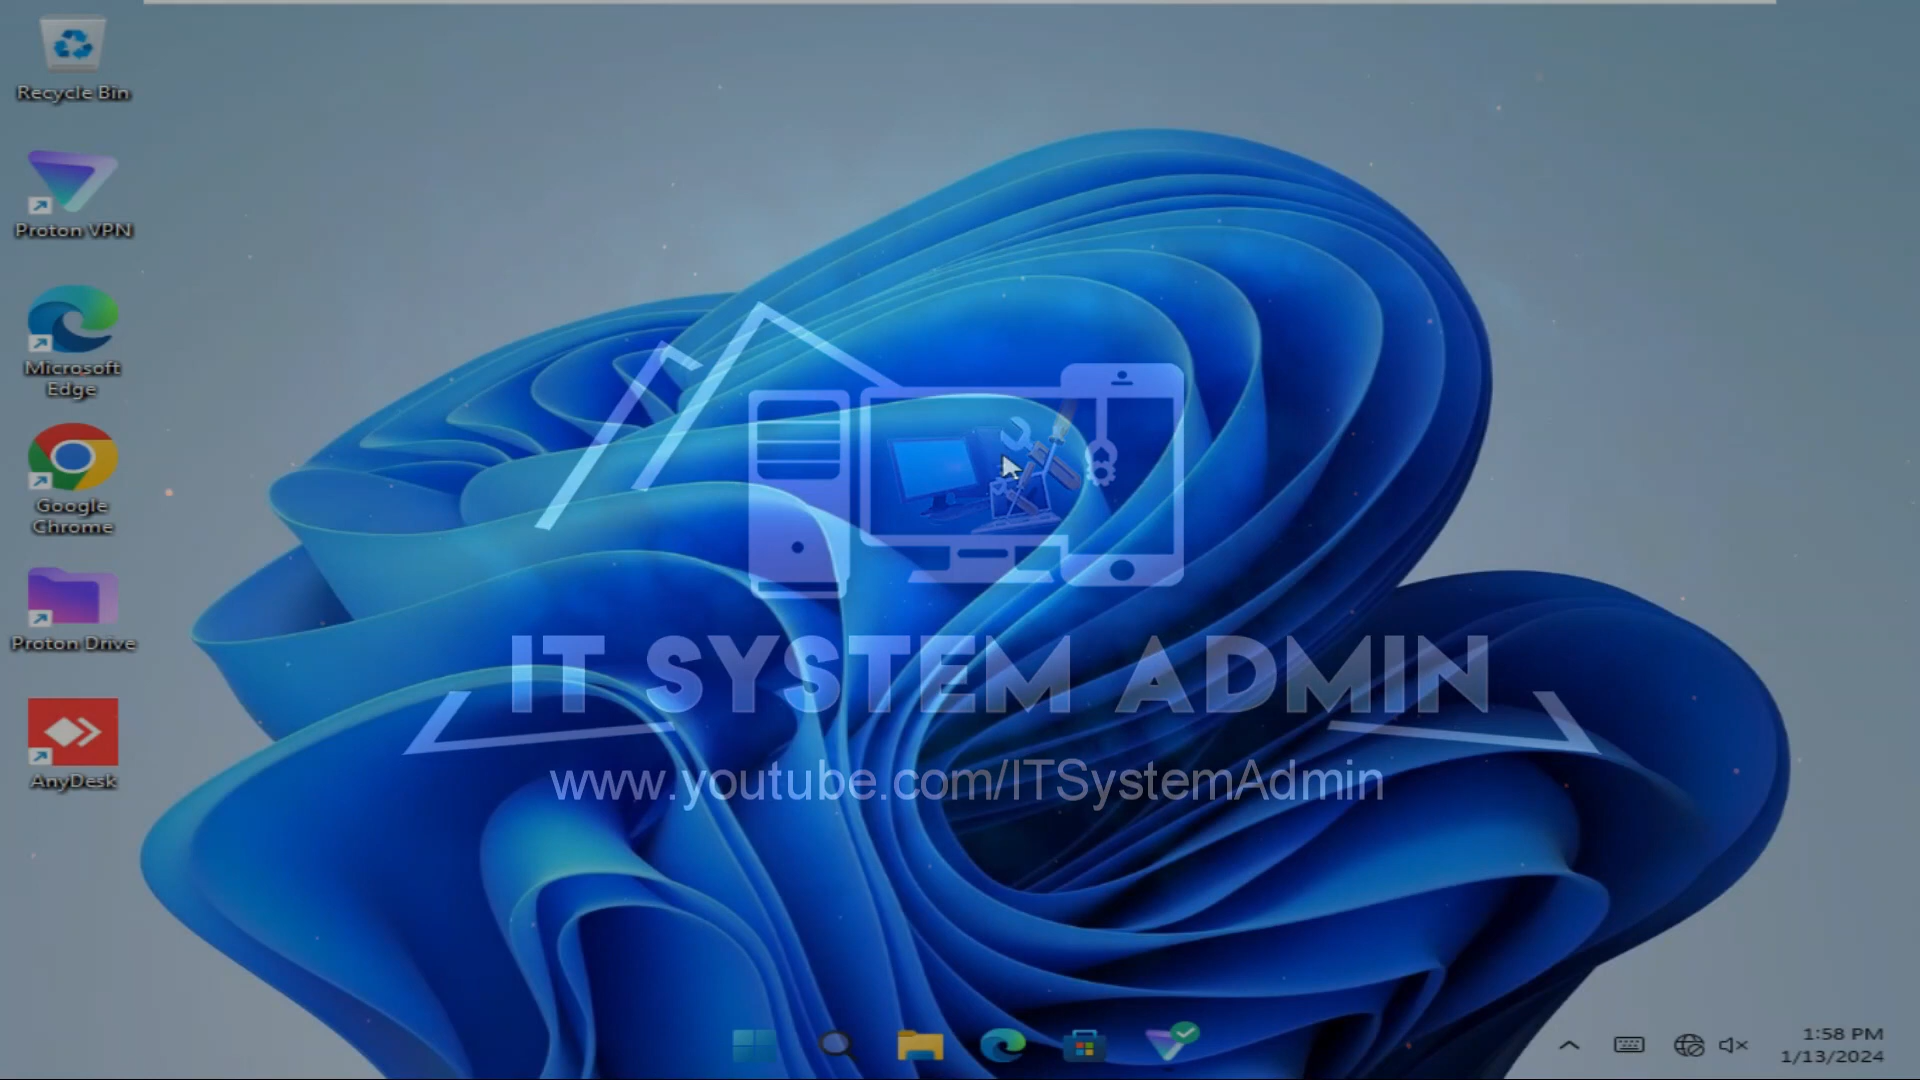 Recycle Bin
Proton VPN
Microsoft
Edge
Google
Chrome
Proton Drive
AnyDesk
IT SYSTEM ADMIN
www.youtube.com/ITSystemAdmin
1:58 PM
1/13/2024